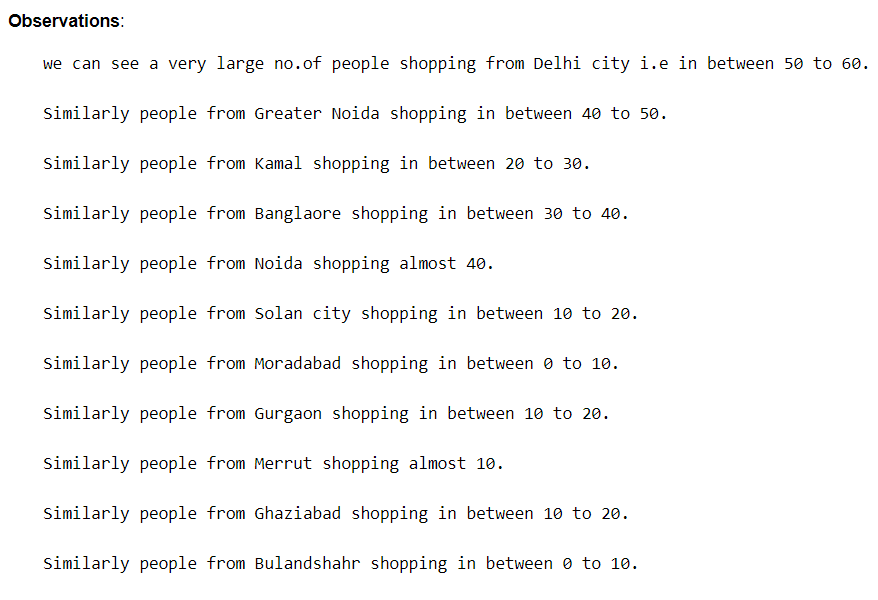 Observations:
we can see a very large no.of people shopping from Delhi city i.e in between 50 to 60.
Similarly people from Greater Noida shopping in between 40 to 50.
Similarly people from Kamal shopping in between 20 to 30.
Similarly people from Banglaore shopping in between 30 to 40.
Similarly people from Noida shopping almost 40.
Similarly people from Solan city shopping in between 10 to 20.
Similarly people from Moradabad shopping in between 0 to 10.
Similarly people from Gurgaon shopping in between 10 to 20.
Similarly people from Merrut shopping almost 10.
Similarly people from Ghaziabad shopping in between 10 to 20.
Similarly people from Bulandshahr shopping in between 0 to 10.